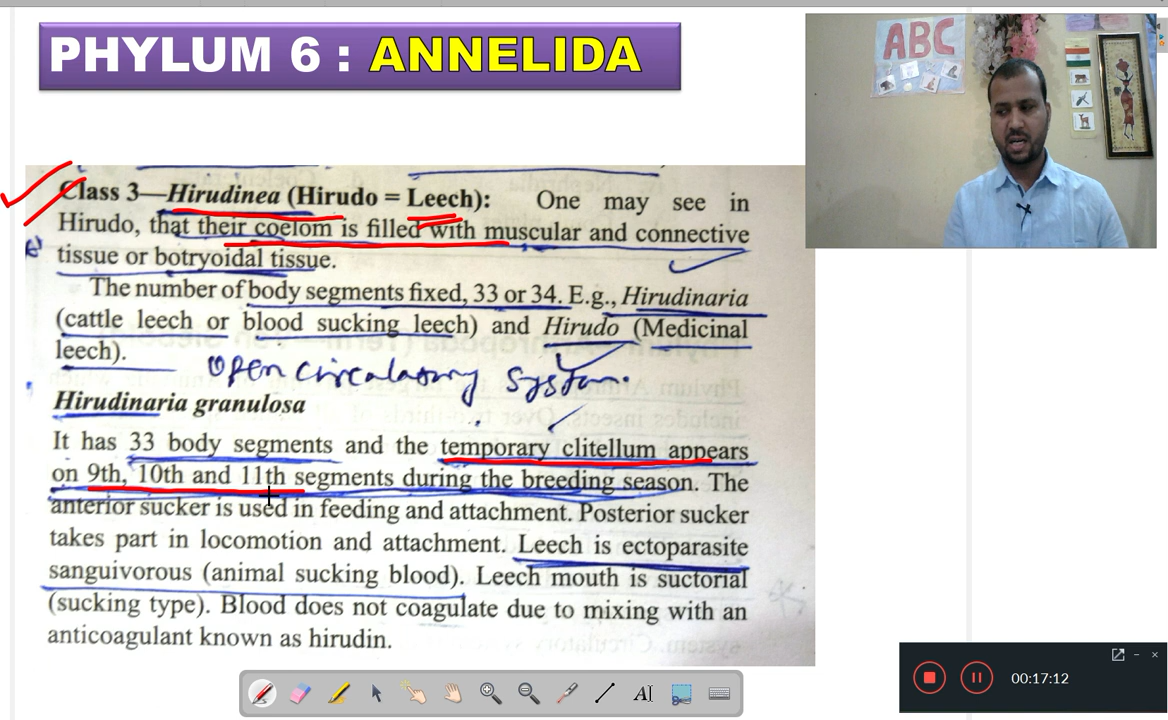 PHYLUM 6 : ANNELIDA
ABC
Class 3—Hirudinea (Hirudo = Leech): One may see in
Hirudo, that their coelom is filled with muscular and connective
tissue or botryoidal tissue.
The number of body segments fixed, 33 or 34. E.g., Hirudinaria
(cattle leech or blood sucking leech) and Hirudo (Medicinal
leech).
Open circulatory system.
Hirudinaria granulosa
It has 33 body segments and the temporary clitellum appears
on 9th, 10th and 11th segments during the breeding season. The
anterior sucker is used in feeding and attachment. Posterior sucker
takes part in locomotion and attachment. Leech is ectoparasite
sanguivorous (animal sucking blood). Leech mouth is suctorial
(sucking type). Blood does not coagulate due to mixing with an
anticoagulant known as hirudin.
AI
00:17:12